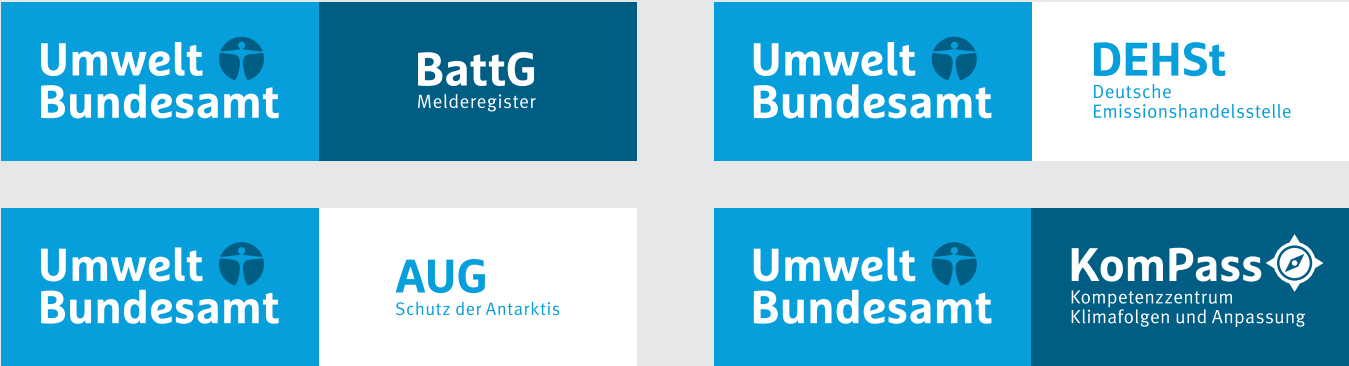 Umwelt
Bundesamt
BattG
Melderegister
Umwelt
Bundesamt
DEHSt
Deutsche
Emissionshandelsstelle
Umwelt
Bundesamt
AUG
Schutz der Antarktis
Umwelt
Bundesamt
KomPass
Kompetenzzentrum
Klimafolgen und Anpassung